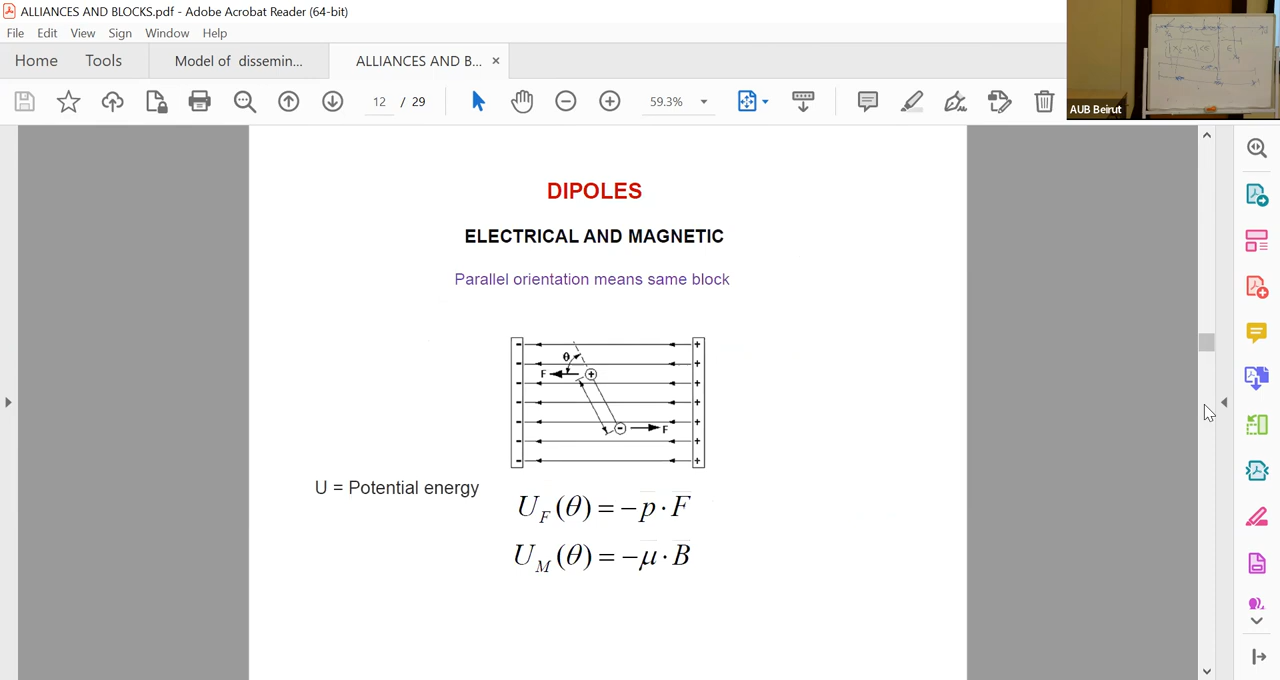 ALLIANCES AND BLOCKS.pdf - Adobe Acrobat Reader (64-bit)
File Edit View Sign Window Help
Home Tools Model of dissemin... ALLIANCES AND B... ×
12 / 29 59.3%
AUB Beirut
DIPOLES
ELECTRICAL AND MAGNETIC
Parallel orientation means same block
θ
F
F
U = Potential energy
U_F (θ) = −p · F
U_M (θ) = −μ · B